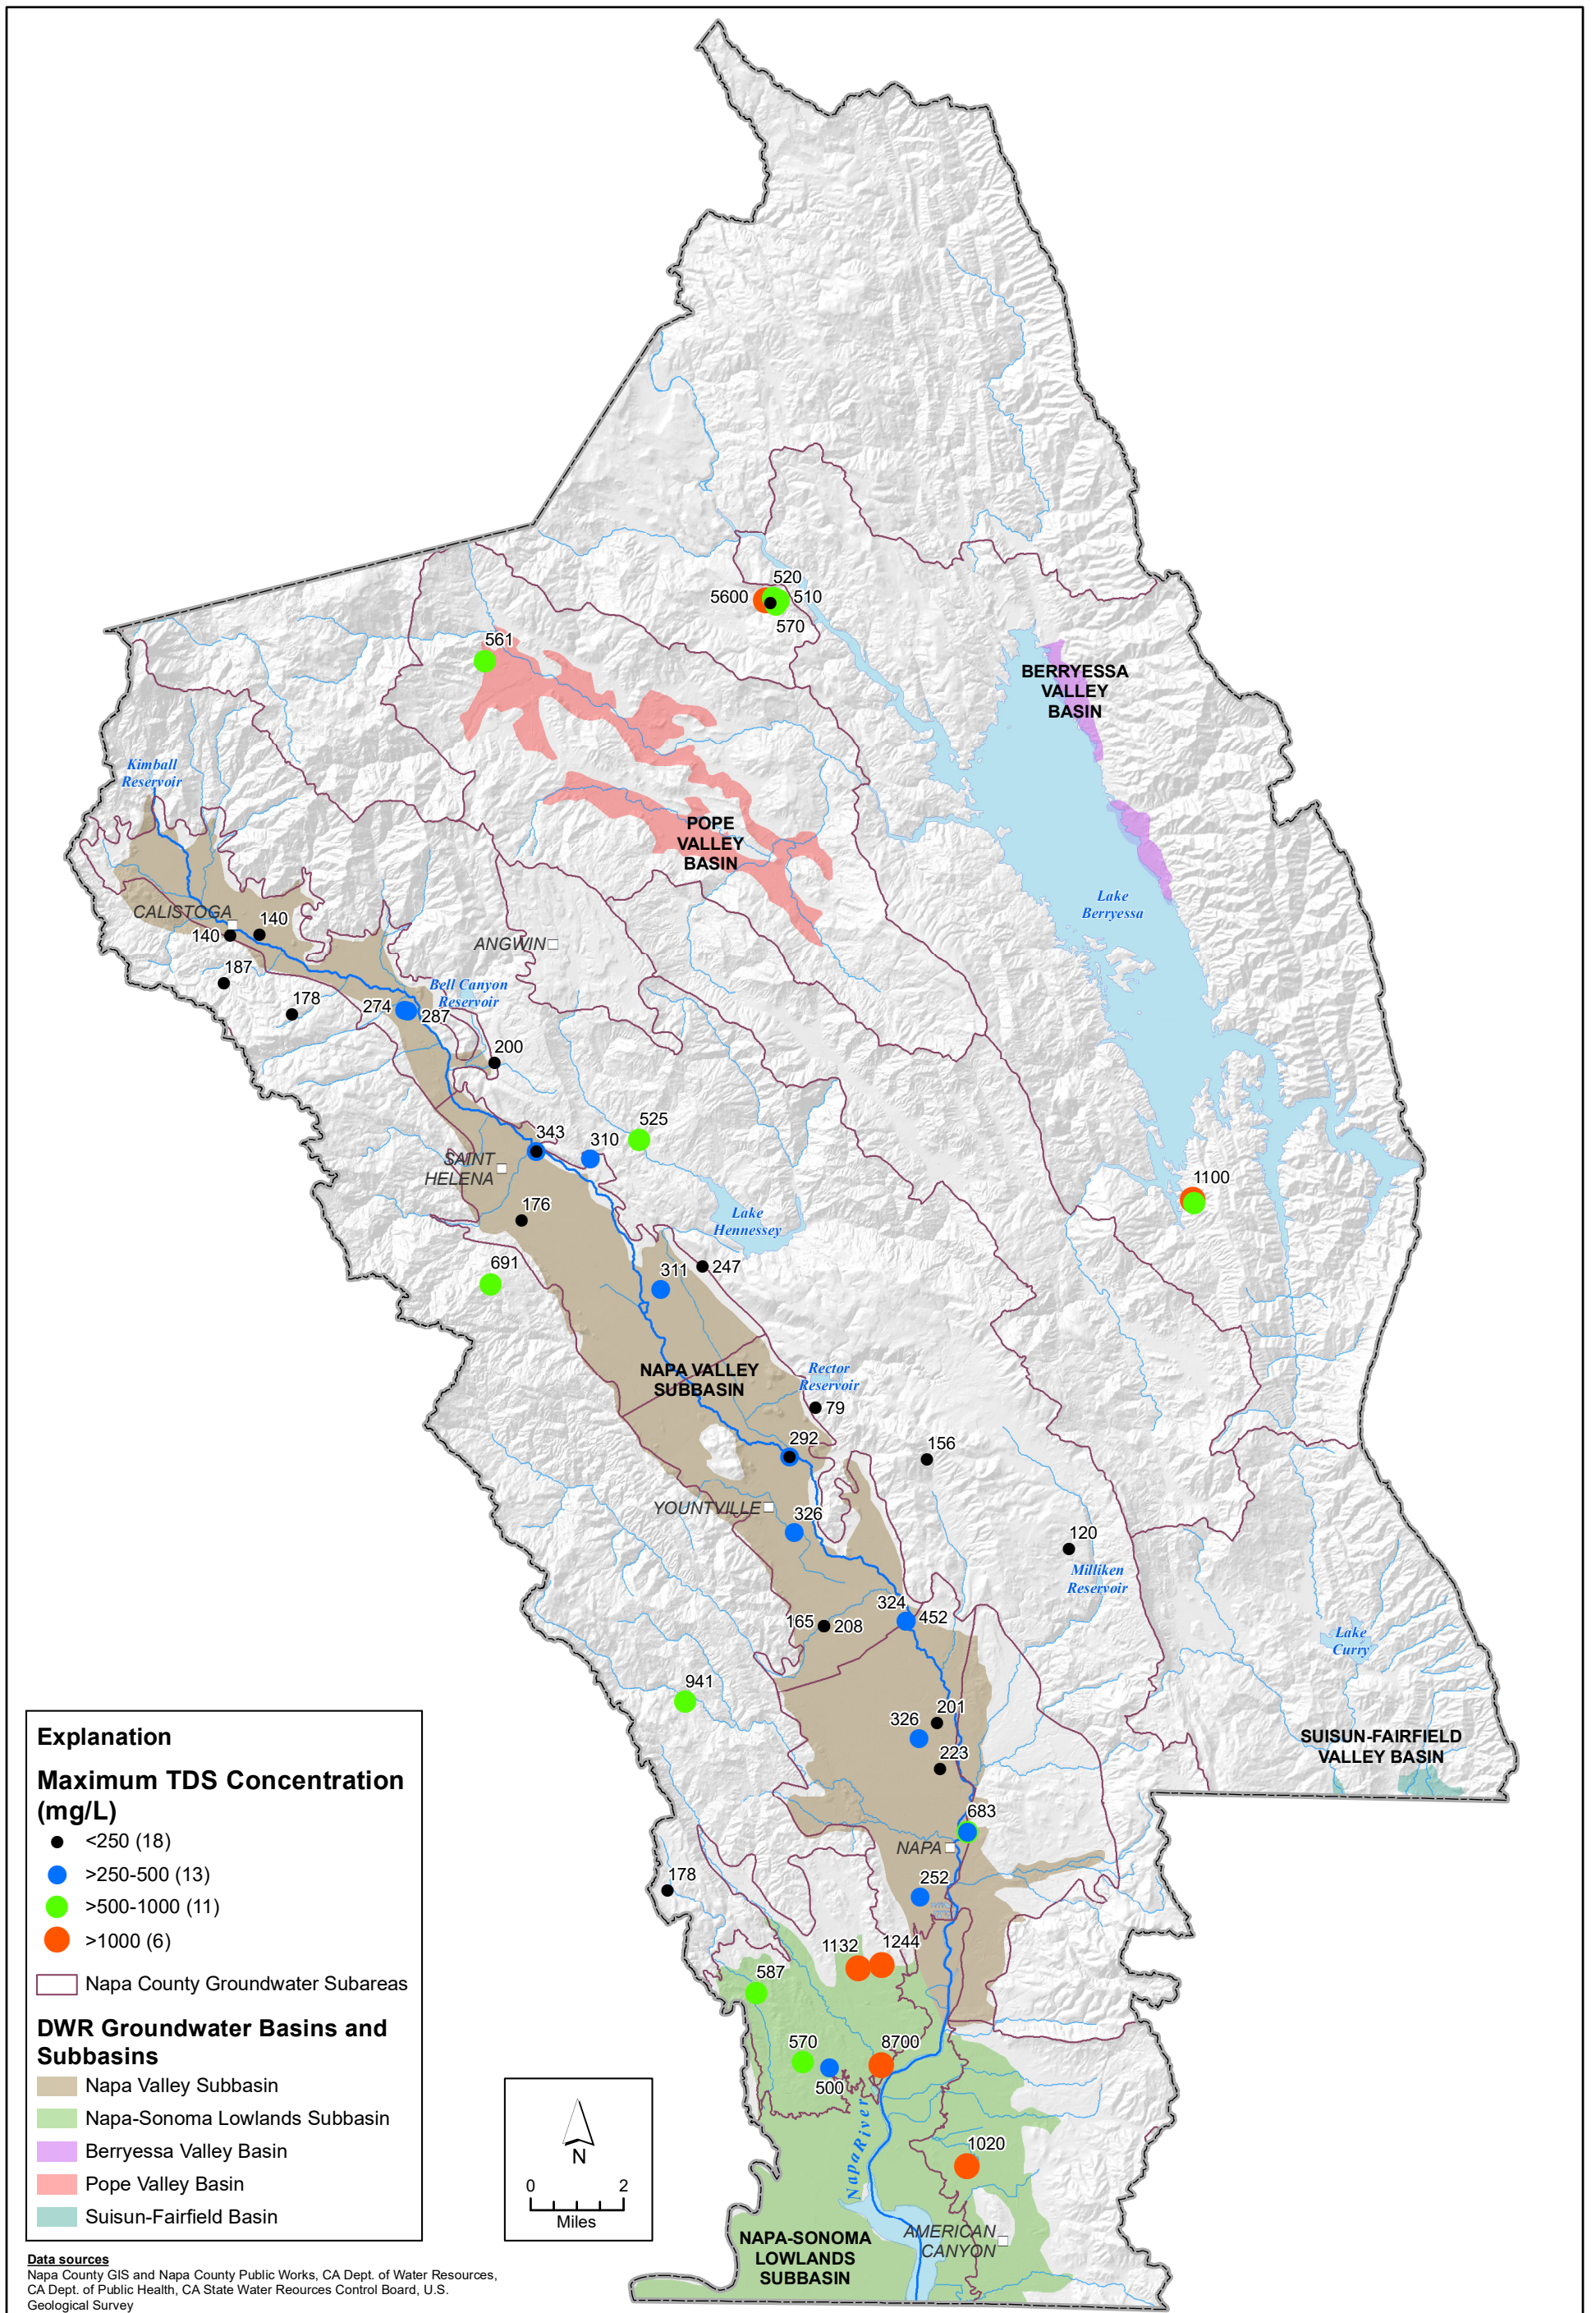 520
5600
510
570
561
BERRYESSA
VALLEY
BASIN
Kimball
Reservoir
POPE
VALLEY
BASIN
Lake
Berryessa
CALISTOGA
140
140
ANGWIN
187
178
Bell Canyon
Reservoir
274
287
200
525
343
310
SAINT
HELENA
1100
176
Lake
Hennessey
691
247
311
NAPA VALLEY
SUBBASIN
Rector
Reservoir
79
292
156
YOUNTVILLE
326
120
Milliken
Reservoir
324
452
165
208
Lake
Curry
941
201
326
223
SUISUN-FAIRFIELD
VALLEY BASIN
683
NAPA
178
252
1132
1244
587
570
8700
500
Napa River
1020
AMERICAN
CANYON
NAPA-SONOMA
LOWLANDS
SUBBASIN
Explanation
Maximum TDS Concentration
(mg/L)
<250 (18)
>250-500 (13)
>500-1000 (11)
>1000 (6)
Napa County Groundwater Subareas
DWR Groundwater Basins and
Subbasins
Napa Valley Subbasin
Napa-Sonoma Lowlands Subbasin
Berryessa Valley Basin
Pope Valley Basin
Suisun-Fairfield Basin
N
0 2
Miles
Data sources
Napa County GIS and Napa County Public Works, CA Dept. of Water Resources,
CA Dept. of Public Health, CA State Water Reources Control Board, U.S.
Geological Survey